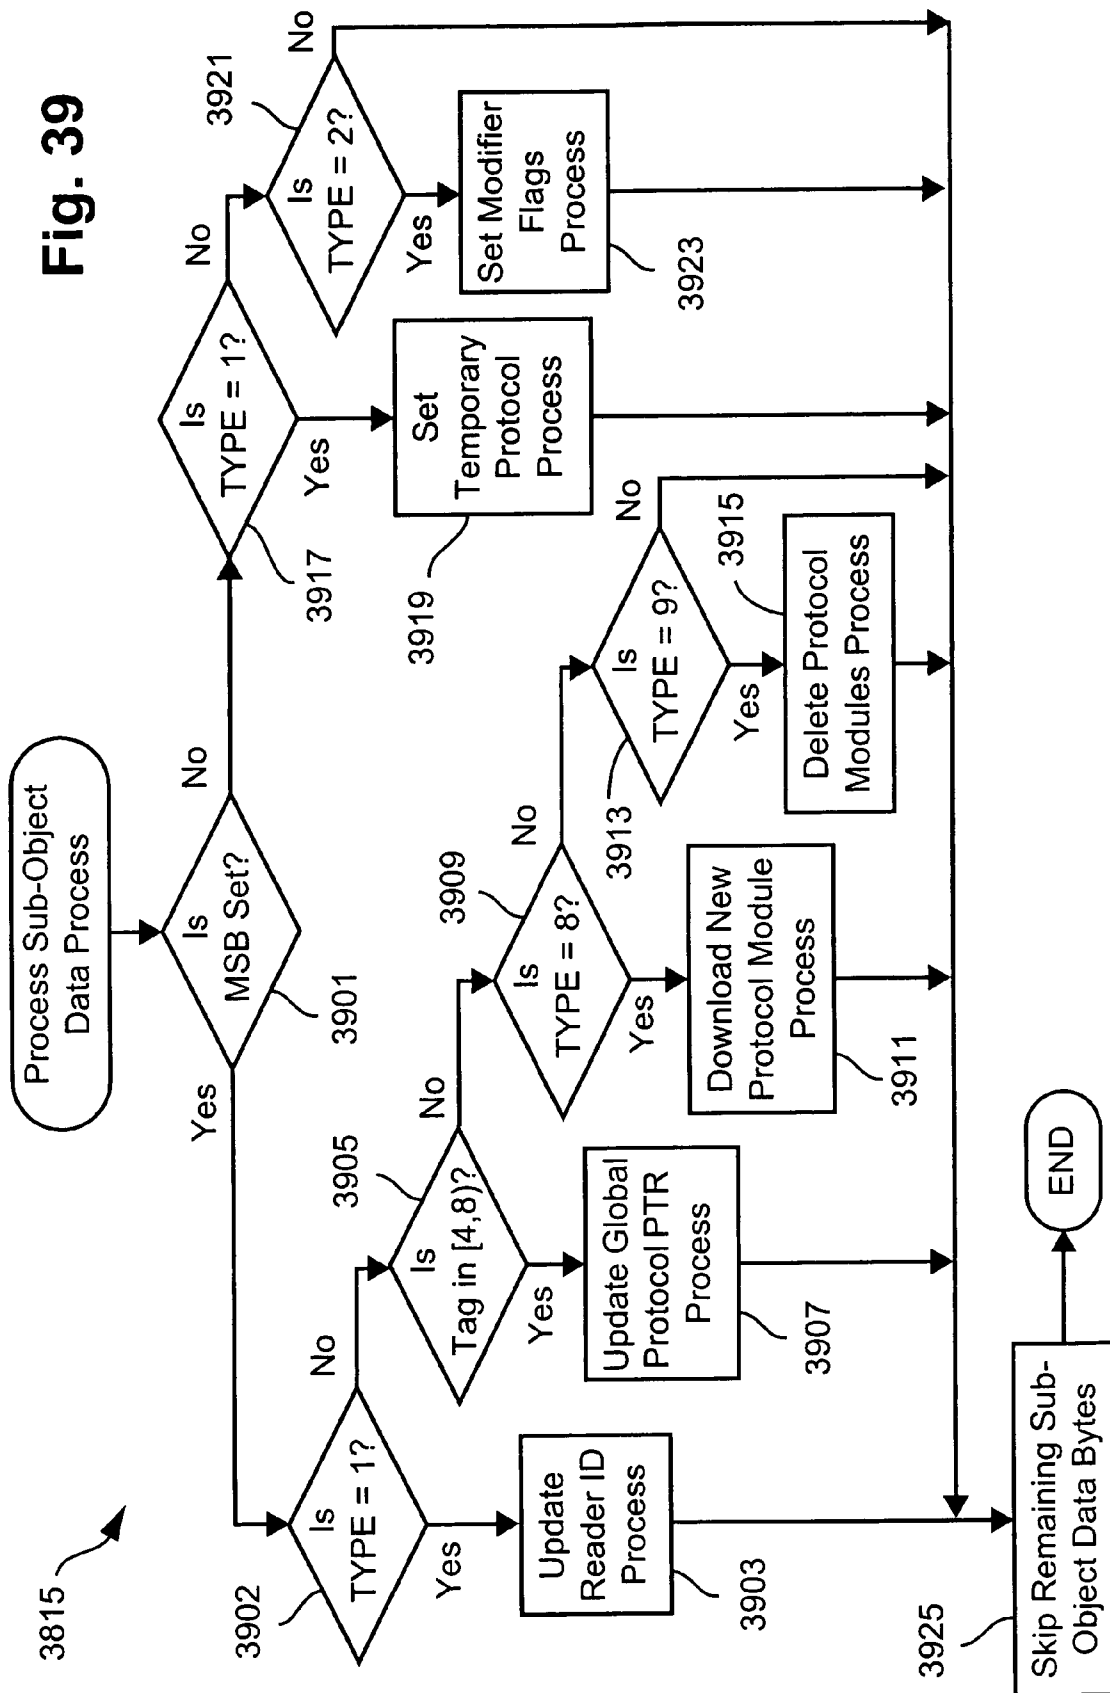 Fig. 39
3815
Process Sub-Object
Data Process
Is
MSB Set?
3901
Yes
No
Is
TYPE = 1?
3902
Yes
No
Update
Reader ID
Process
3903
Is
Tag in [4,8)?
3905
Yes
No
Update Global
Protocol PTR
Process
3907
Is
TYPE = 8?
3909
Yes
No
Download New
Protocol Module
Process
3911
Is
TYPE = 9?
3913
Yes
No
Delete Protocol
Modules Process
3915
Is
TYPE = 1?
3917
Yes
No
Set
Temporary
Protocol
Process
3919
Is
TYPE = 2?
3921
Yes
No
Set Modifier
Flags
Process
3923
Skip Remaining Sub-
Object Data Bytes
3925
END